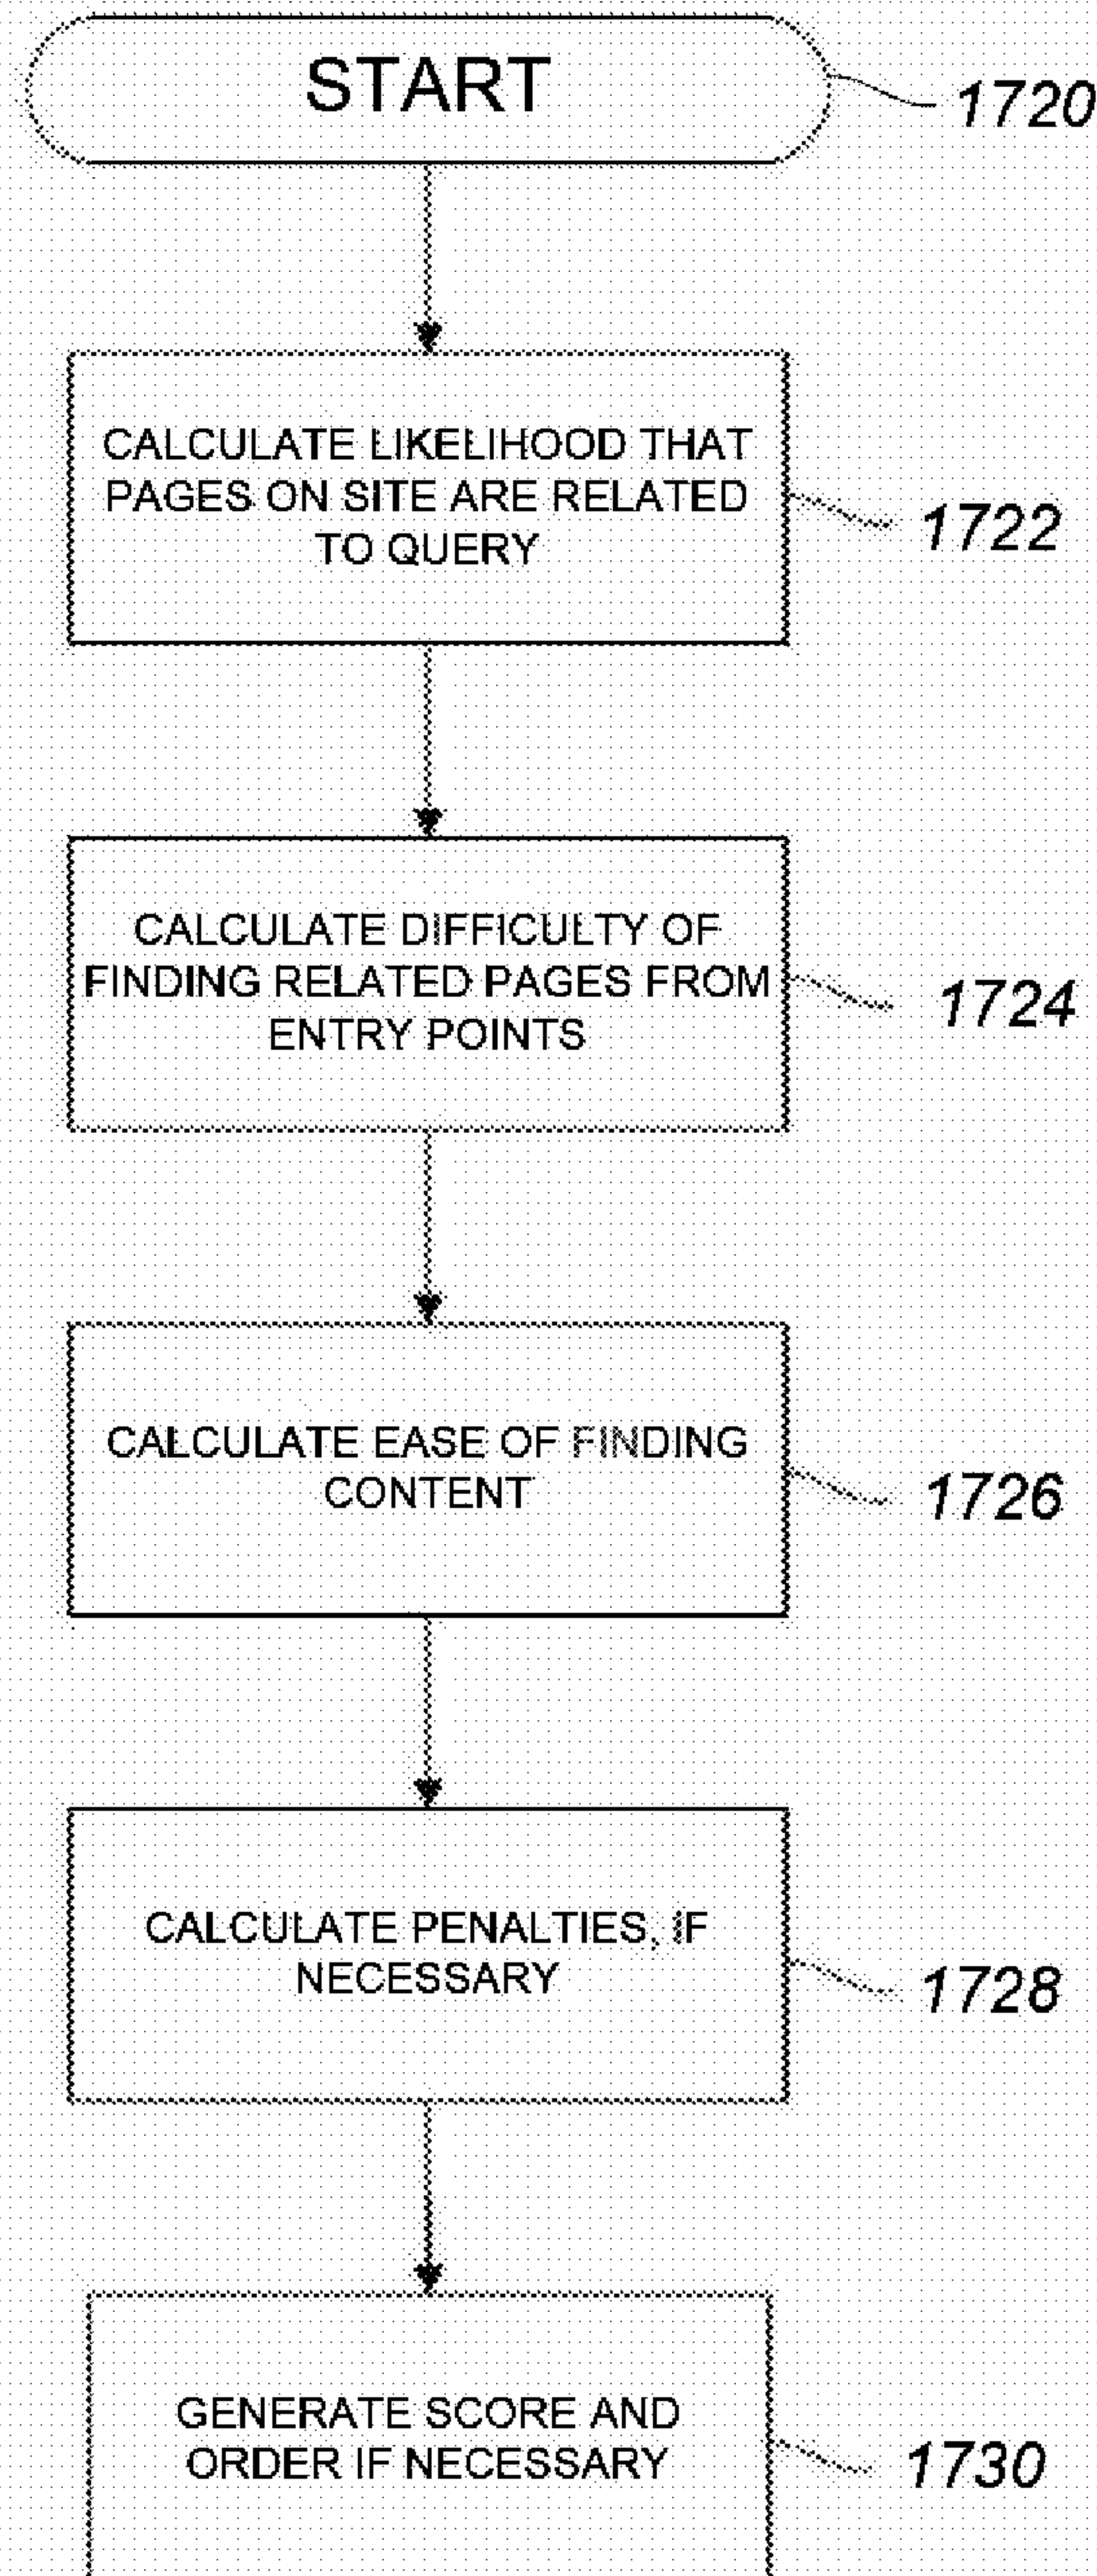 START
1720
CALCULATE LIKELIHOOD THAT
PAGES ON SITE ARE RELATED
TO QUERY
1722
CALCULATE DIFFICULTY OF
FINDING RELATED PAGES FROM
ENTRY POINTS
1724
CALCULATE EASE OF FINDING
CONTENT
1726
CALCULATE PENALTIES, IF
NECESSARY
1728
GENERATE SCORE AND
ORDER IF NECESSARY
1730